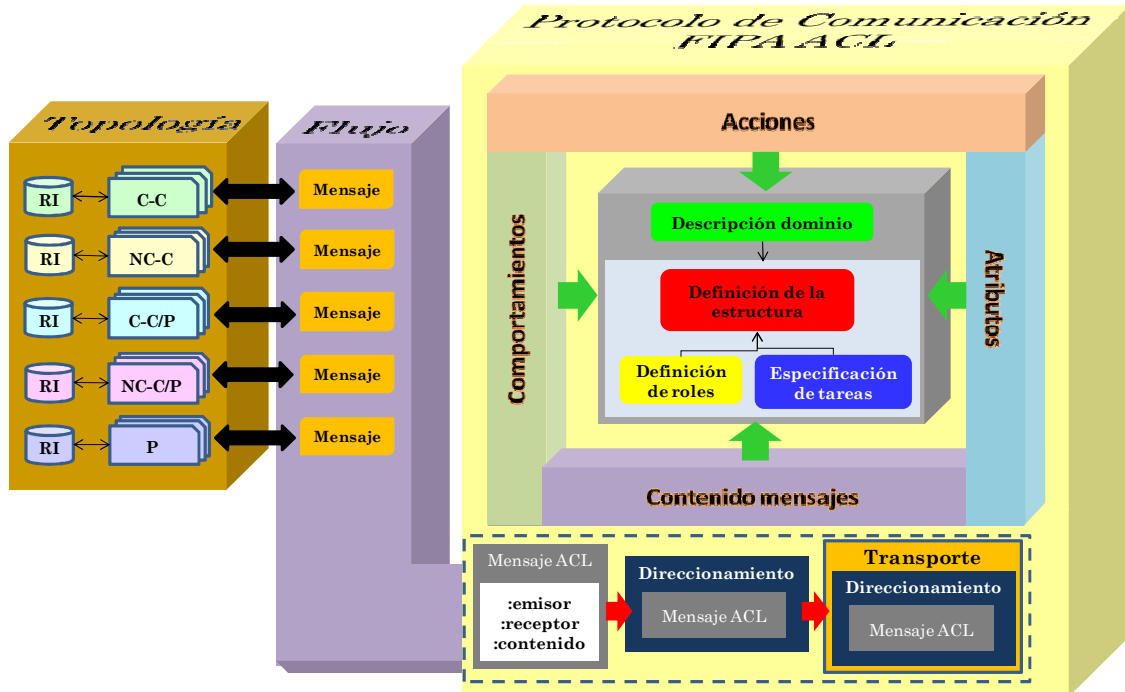 Protocolo de Comunicación
FIPA ACL
Topología
Flujo
RI
C-C
Mensaje
RI
NC-C
Mensaje
RI
C-C/P
Mensaje
RI
NC-C/P
Mensaje
RI
P
Mensaje
Acciones
Comportamientos
Atributos
Descripción dominio
Definición de la
estructura
Definición
de roles
Especificación
de tareas
Contenido mensajes
Mensaje ACL
:emisor
:receptor
:contenido
Direccionamiento
Mensaje ACL
Transporte
Direccionamiento
Mensaje ACL